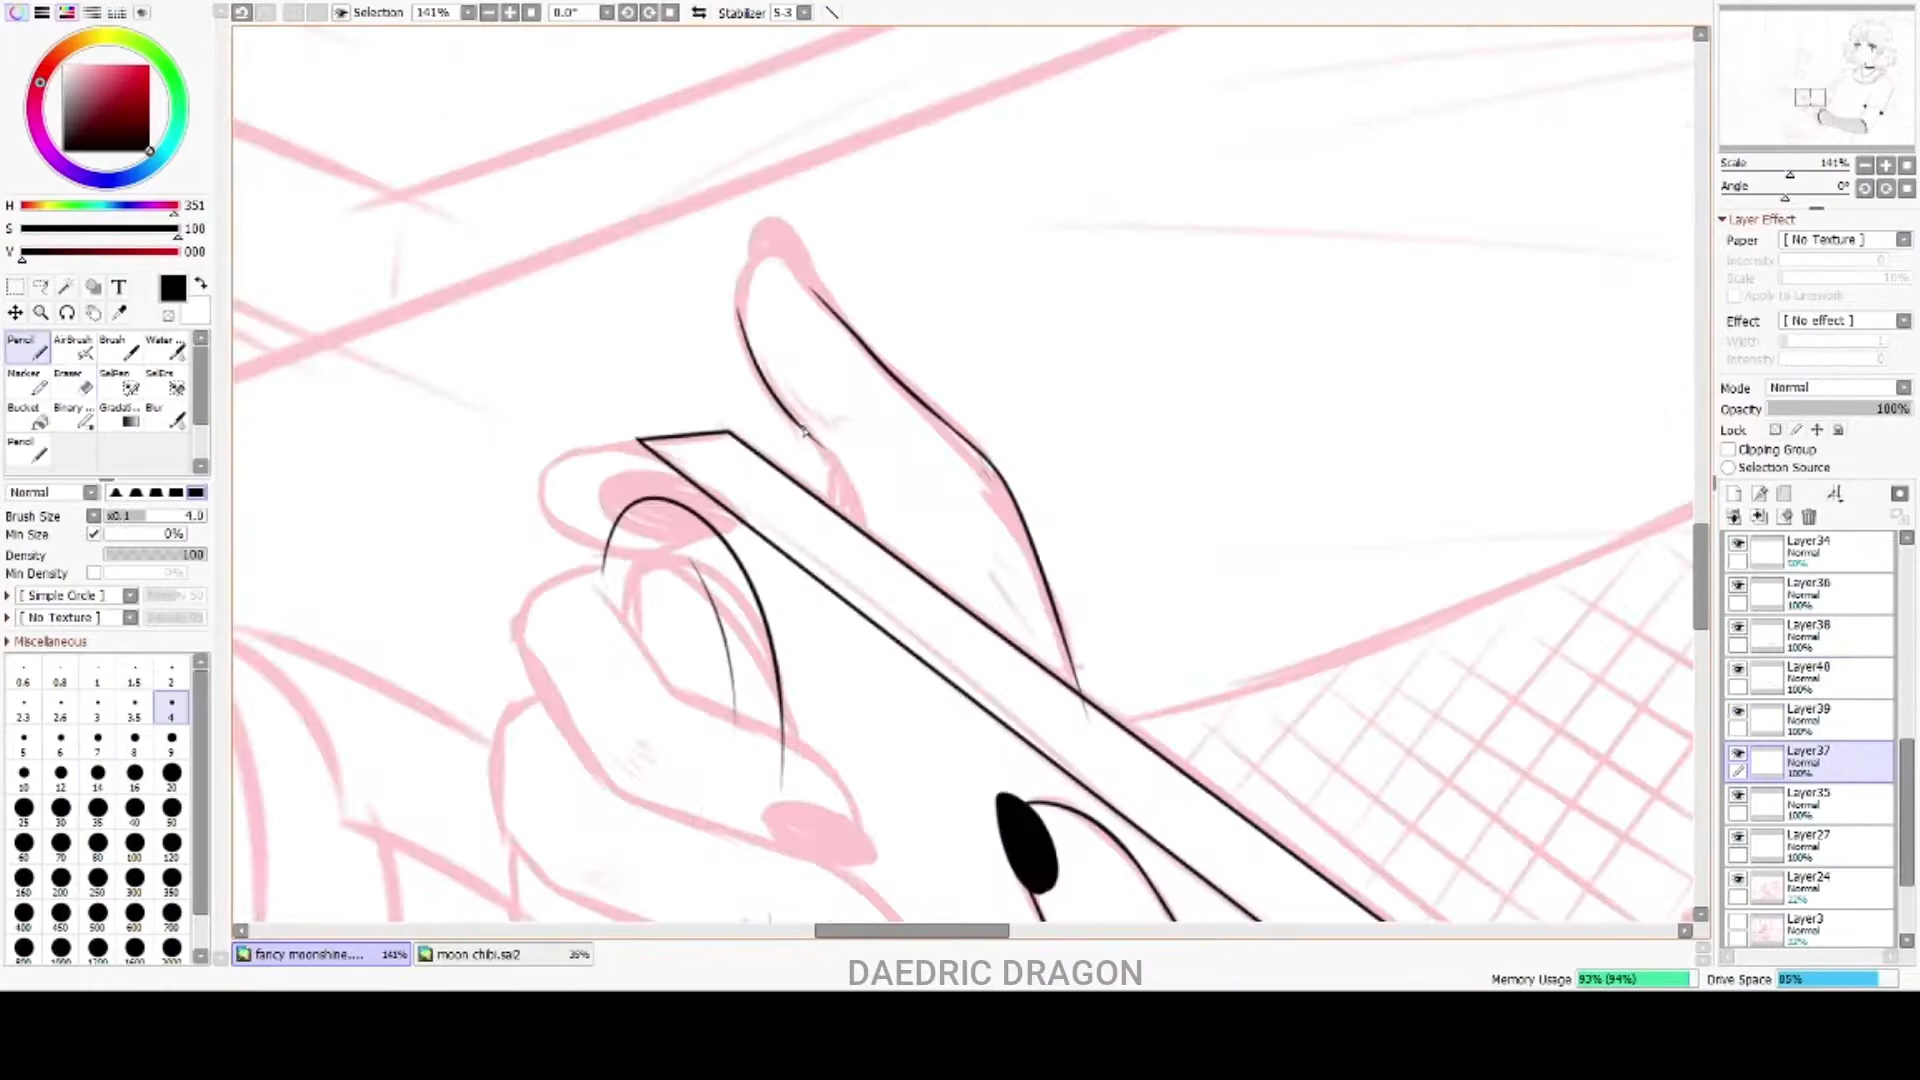 Selection 141% 0.0° Stabilizer S-3
H 351
S 100
V 000
T
Pencil AirBrush Brush Water ...
Marker Eraser SelPen SelErs
Bucket Binary ... Gradati... Blur
Pencil
Normal
Brush Size x0.1 4.0
Min Size 0%
Density 100
Min Density 0%
[ Simple Circle ] 50
[ No Texture ]
Miscellaneous
0.6 0.8 1 1.5 2
2.3 2.6 3 3.5 4
5 6 7 8 9
10 12 14 16 20
25 30 35 40 50
60 70 80 100 120
160 200 250 300 350
400 450 500 600 700
Scale 141%
Angle 0°
Layer Effect
Paper [ No Texture ]
Intensity 0
Scale
Apply to Linework
Effect [ No effect ]
Width 1
Intensity 0
Mode Normal
Opacity 100%
Lock
Clipping Group
Selection Source
Layer34
Normal
50%
Layer36
Normal
100%
Layer38
Normal
100%
Layer40
Normal
100%
Layer39
Normal
100%
Layer37
Normal
100%
Layer35
Normal
100%
Layer27
Normal
100%
Layer24
Normal
22%
Layer3
Normal
fancy moonshine.... 141% moon chibi.sai2 35%
DAEDRIC DRAGON
Memory Usage 93% (94%) Drive Space 85%